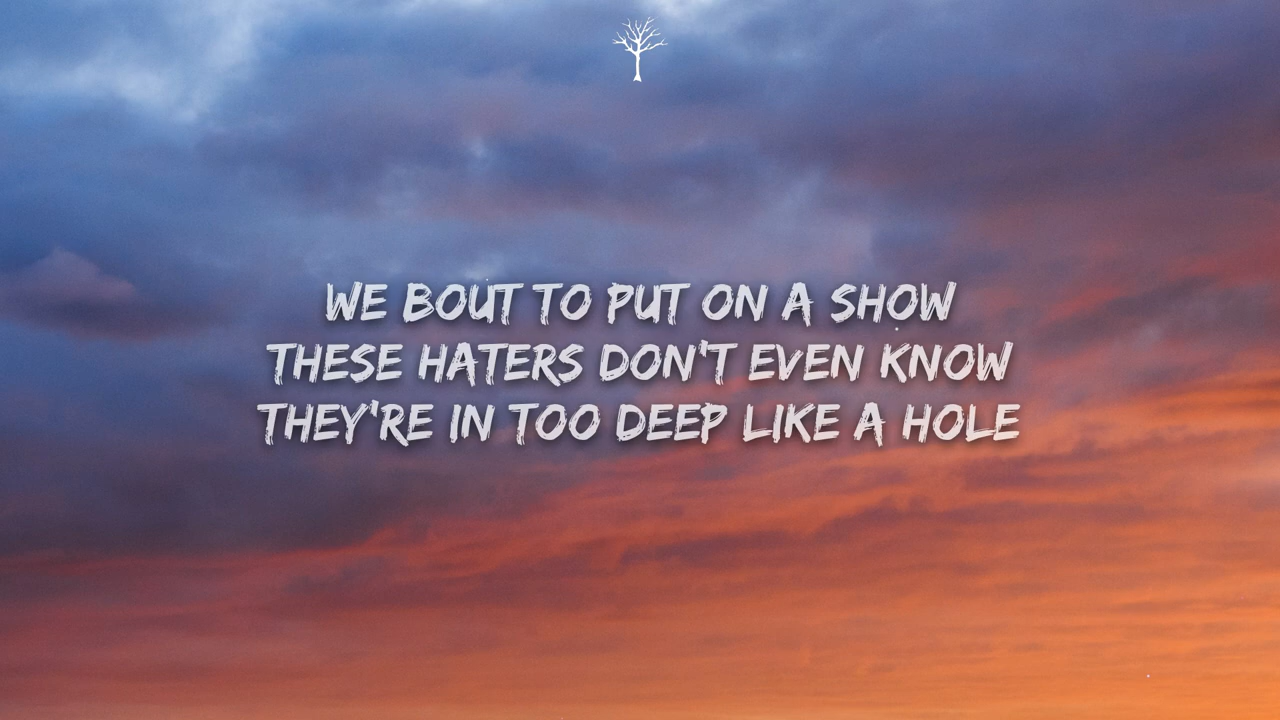 WE BOUT TO PUT ON A SHOW
THESE HATERS DON'T EVEN KNOW
THEY'RE IN TOO DEEP LIKE A HOLE